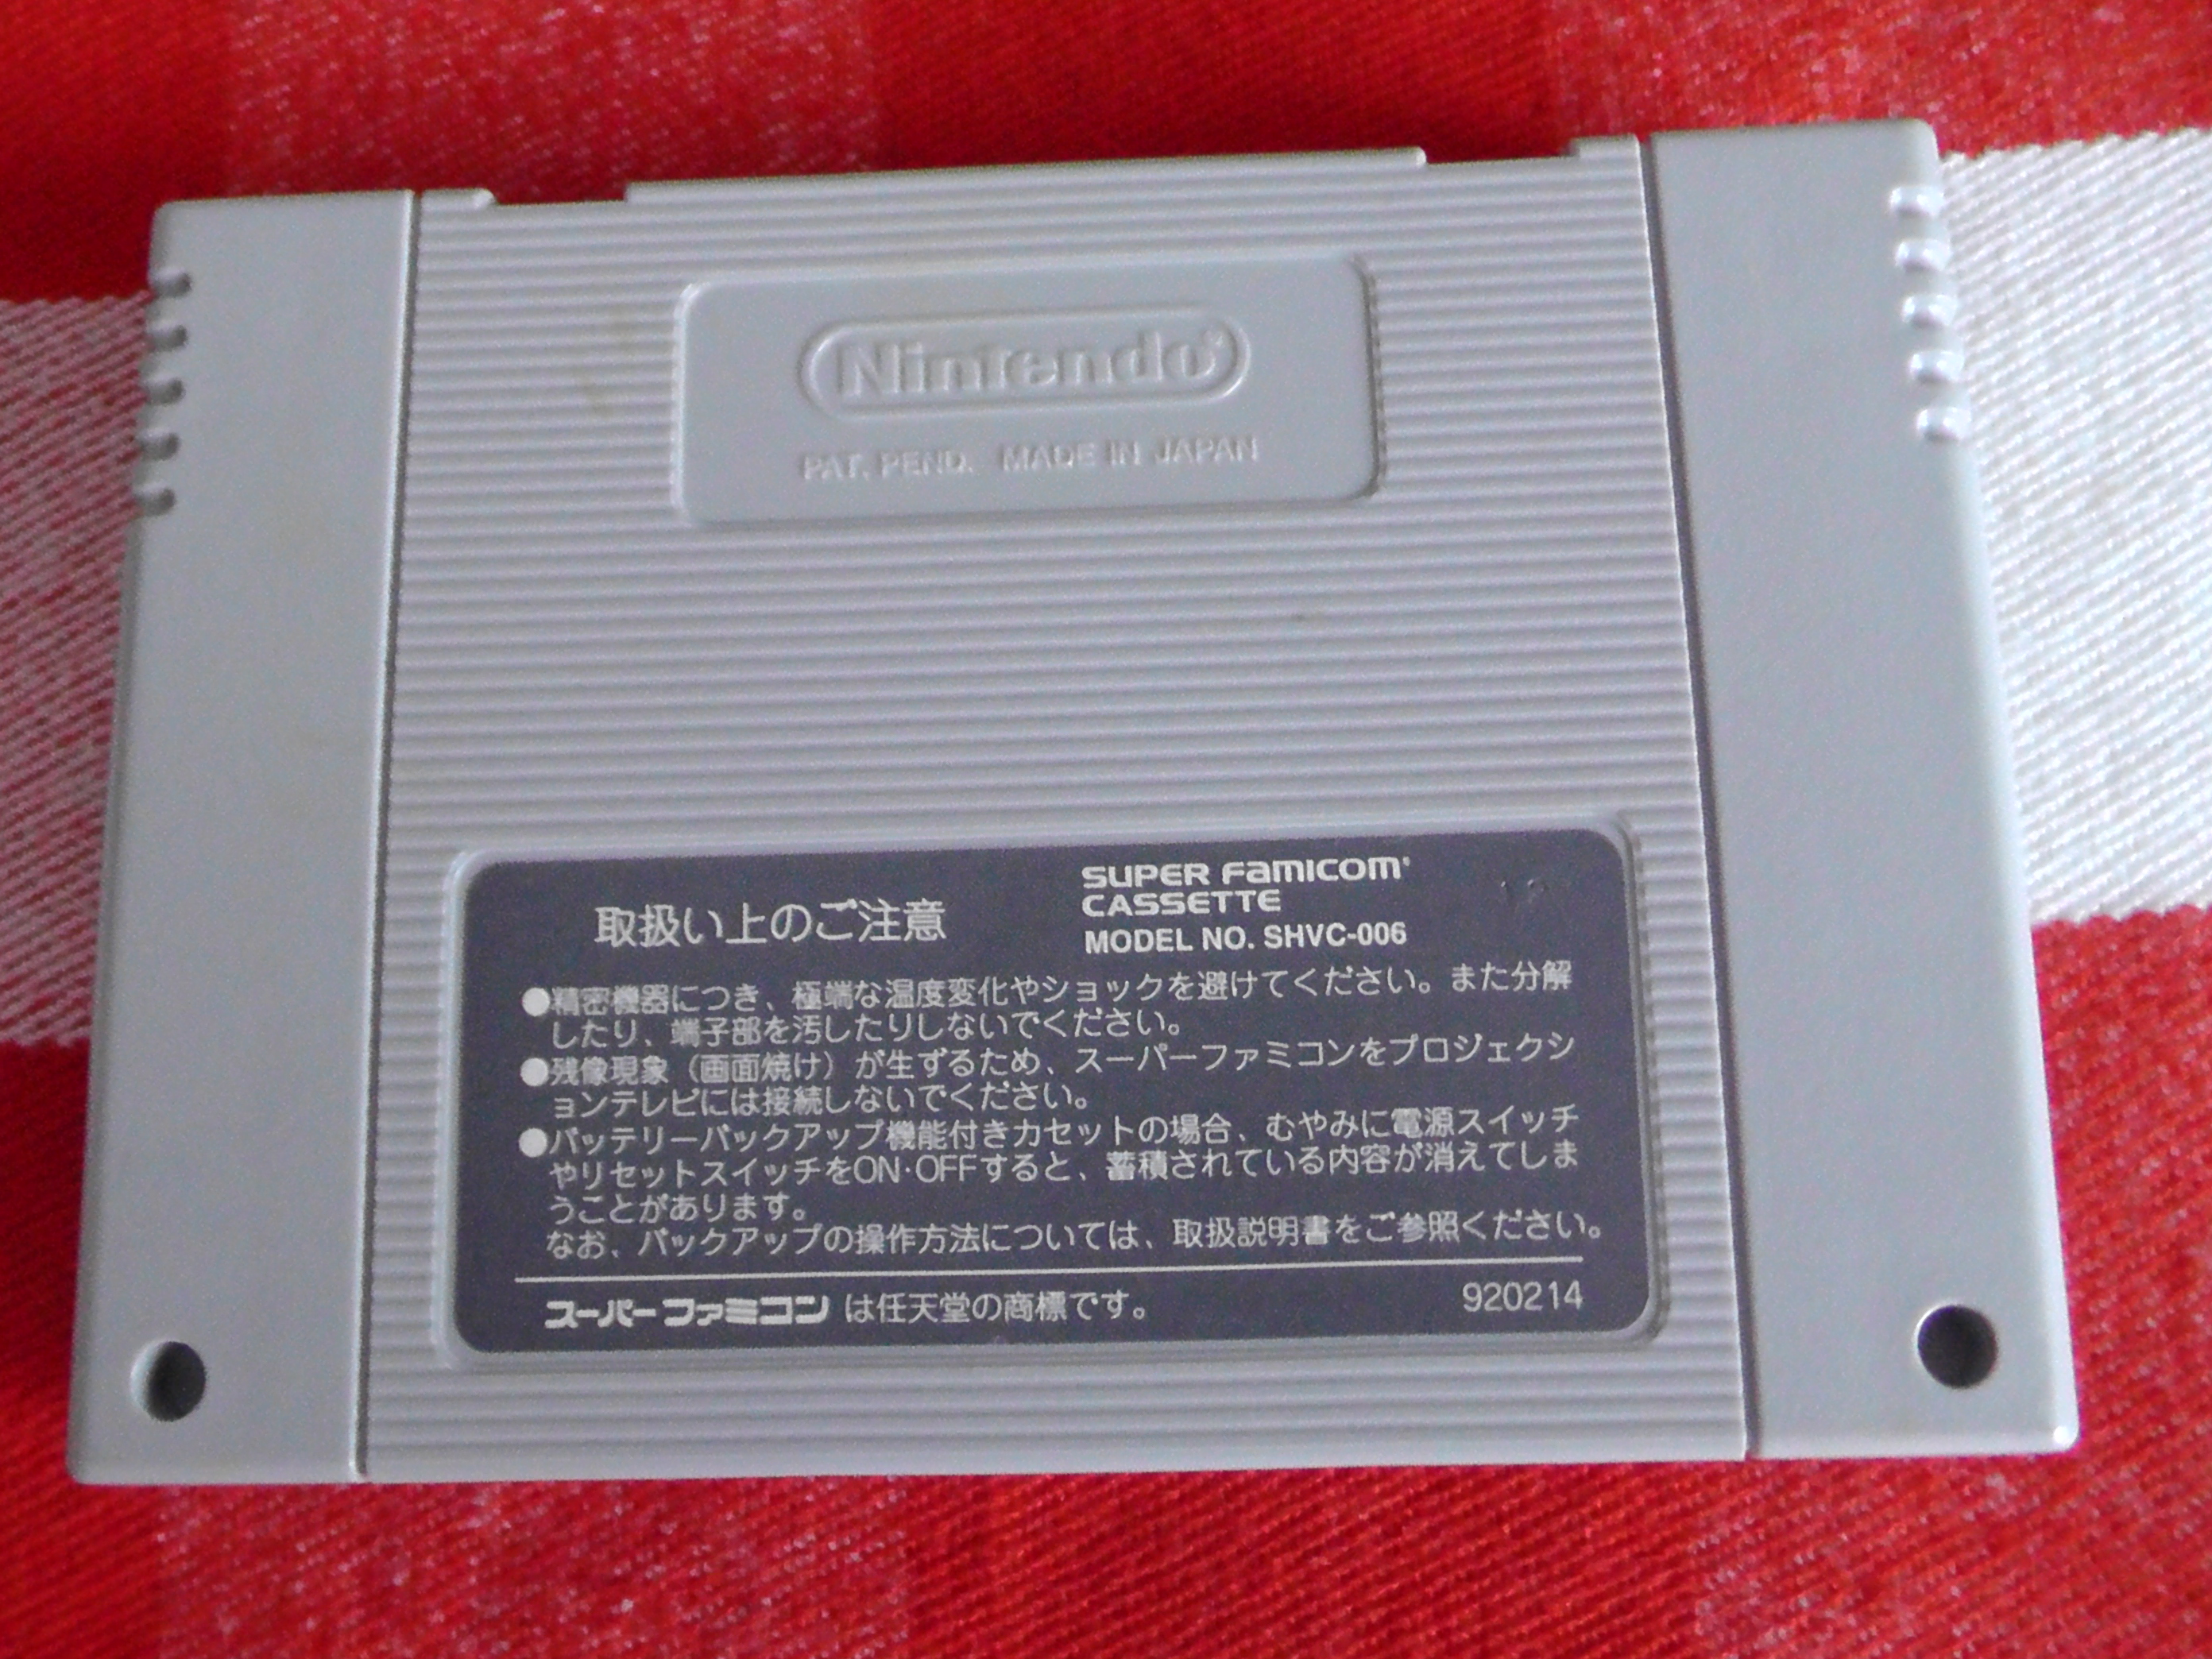 Nintendo®
PAT. PEND. MADE IN JAPAN
取扱い上のご注意
SUPER FAMICOM®
CASSETTE
MODEL NO. SHVC-006
●精密機器につき、極端な温度変化やショックを避けてください。また分解
したり、端子部を汚したりしないでください。
●残像現象（画面焼け）が生ずるため、スーパーファミコンをプロジェクシ
ョンテレビには接続しないでください。
●バッテリーバックアップ機能付きカセットの場合、むやみに電源スイッチ
やリセットスイッチをON·OFFすると、蓄積されている内容が消えてしま
うことがあります。
なお、バックアップの操作方法については、取扱説明書をご参照ください。
スーパーファミコンは任天堂の商標です。
920214